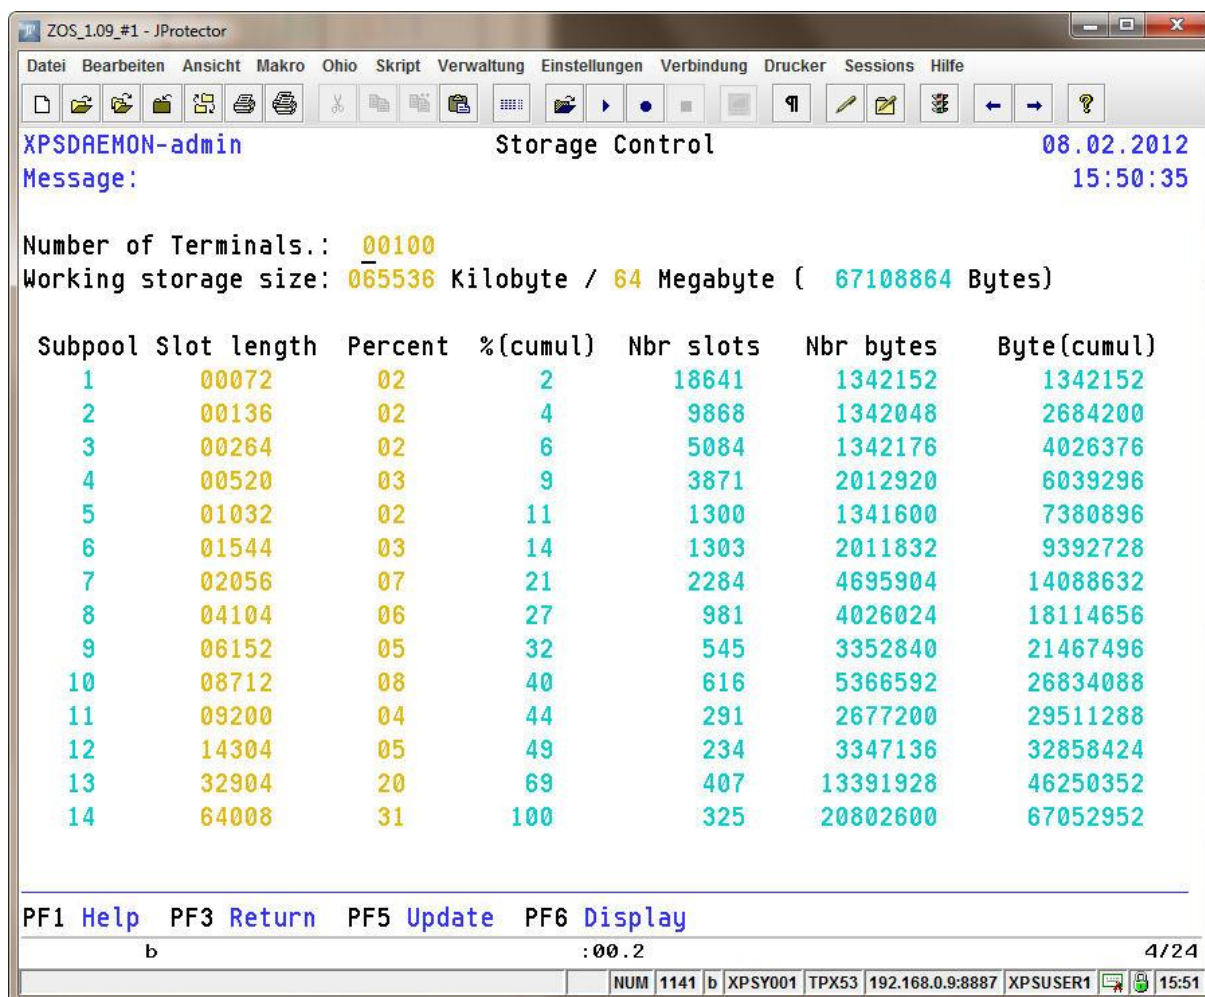 ZOS_1.09_#1 - JProtector
Datei Bearbeiten Ansicht Makro Ohio Skript Verwaltung Einstellungen Verbindung Drucker Sessions Hilfe
XPSDAEMON-admin Storage Control 08.02.2012
Message: 15:50:35
Number of Terminals.: 00100
Working storage size: 065536 Kilobyte / 64 Megabyte ( 67108864 Bytes)
Subpool Slot length Percent %(cumul) Nbr slots Nbr bytes Byte(cumul)
1 00072 02 2 18641 1342152 1342152
2 00136 02 4 9868 1342048 2684200
3 00264 02 6 5084 1342176 4026376
4 00520 03 9 3871 2012920 6039296
5 01032 02 11 1300 1341600 7380896
6 01544 03 14 1303 2011832 9392728
7 02056 07 21 2284 4695904 14088632
8 04104 06 27 981 4026024 18114656
9 06152 05 32 545 3352840 21467496
10 08712 08 40 616 5366592 26834088
11 09200 04 44 291 2677200 29511288
12 14304 05 49 234 3347136 32858424
13 32904 20 69 407 13391928 46250352
14 64008 31 100 325 20802600 67052952
PF1 Help PF3 Return PF5 Update PF6 Display
b :00.2 4/24
NUM 1141 b XPSY001 TPX53 192.168.0.9:8887 XPSUSER1 15:51